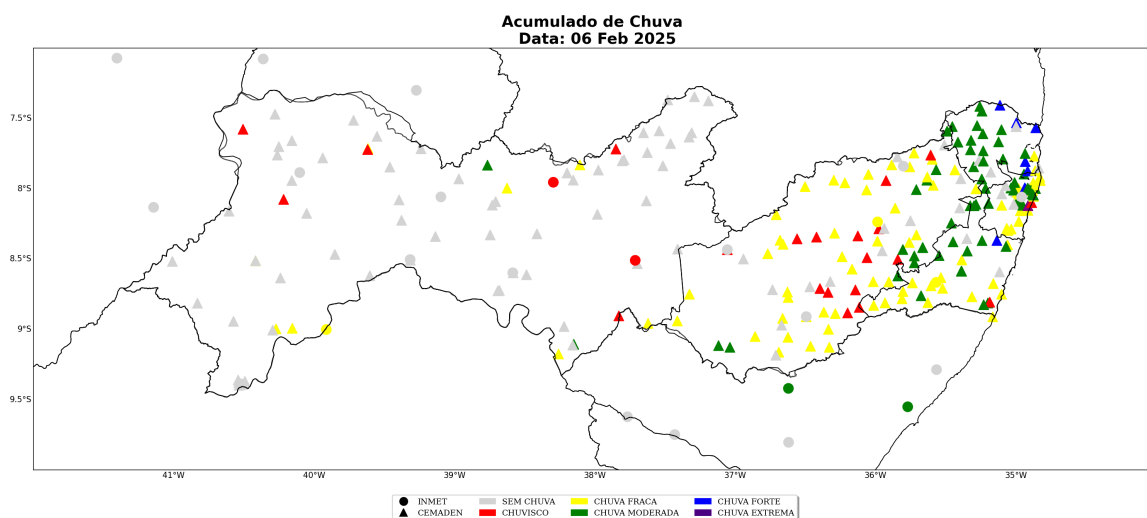 Acumulado de Chuva
Data: 06 Feb 2025
7.5°S
8°S
8.5°S
9°S
9.5°S
41°W 40°W 39°W 38°W 37°W 36°W 35°W
INMET SEM CHUVA CHUVA FRACA CHUVA FORTE
CEMADEN CHUVISCO CHUVA MODERADA CHUVA EXTREMA